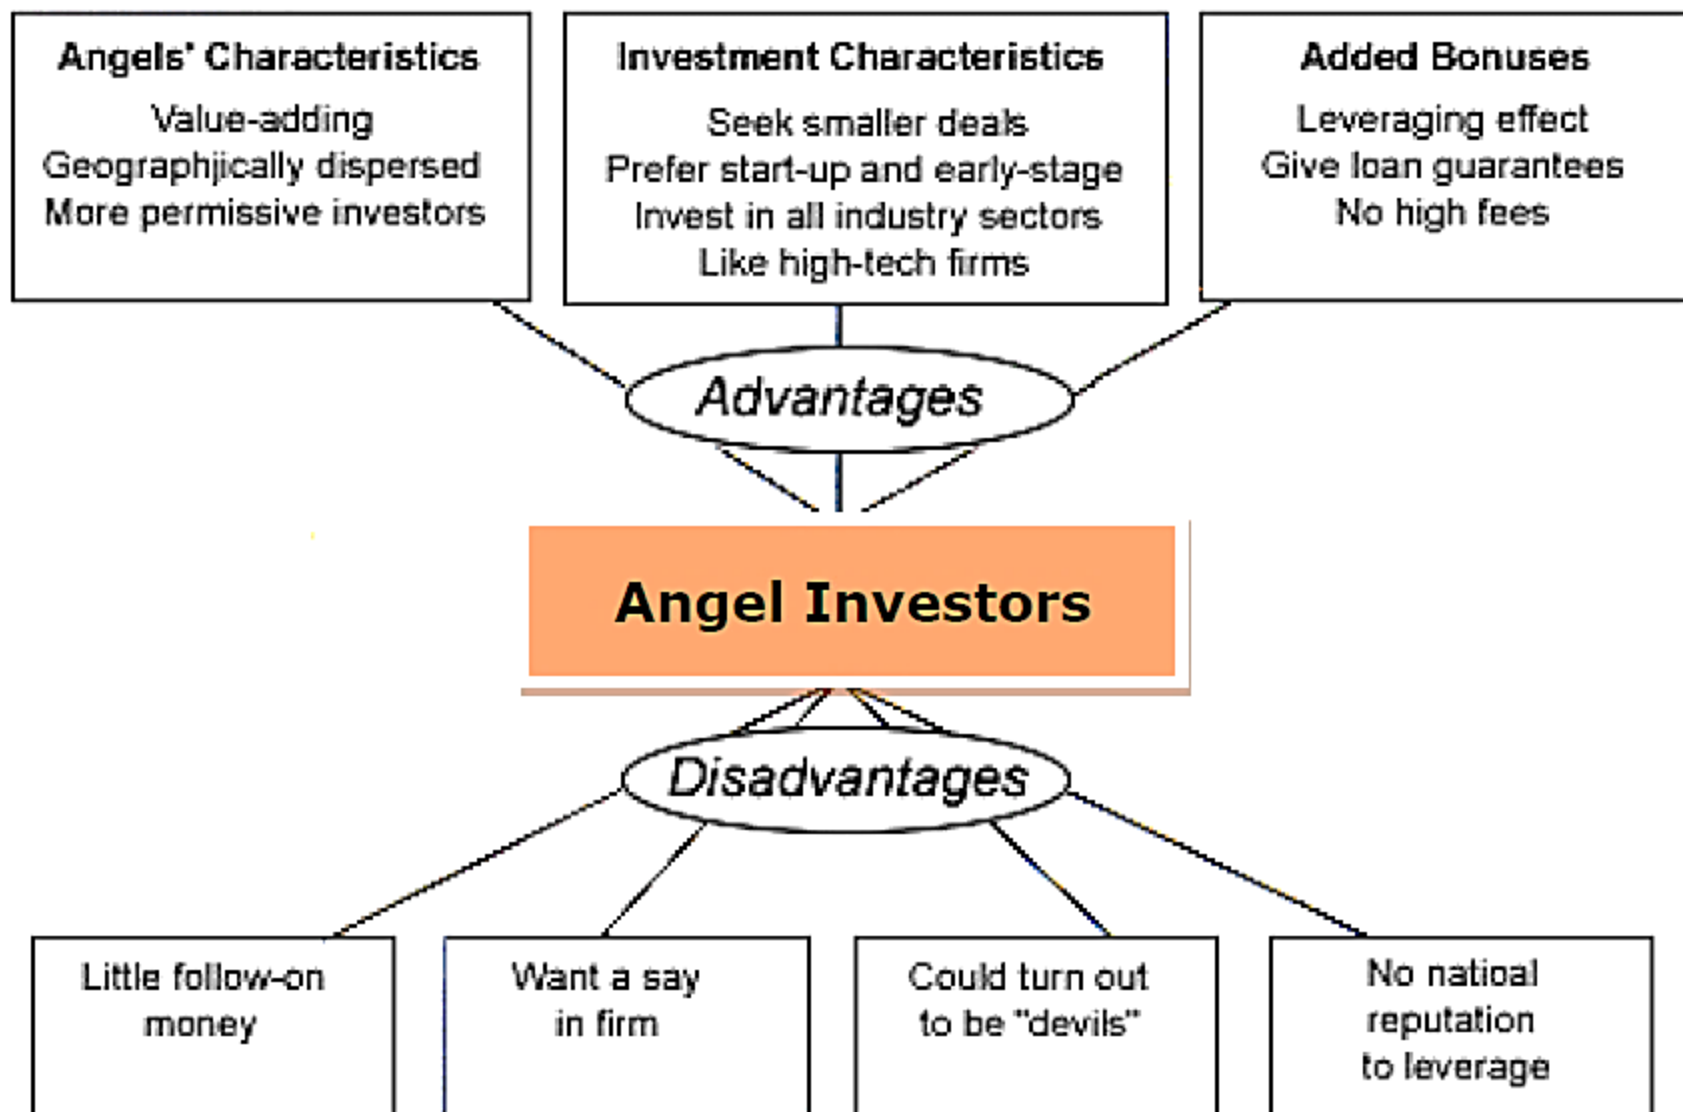 Angels' Characteristics
Value-adding
Geographjically dispersed
More permissive investors
Investment Characteristics
Seek smaller deals
Prefer start-up and early-stage
Invest in all industry sectors
Like high-tech firms
Added Bonuses
Leveraging effect
Give loan guarantees
No high fees
Advantages
Angel Investors
Disadvantages
Little follow-on
money
Want a say
in firm
Could turn out
to be "devils"
No natioal
reputation
to leverage